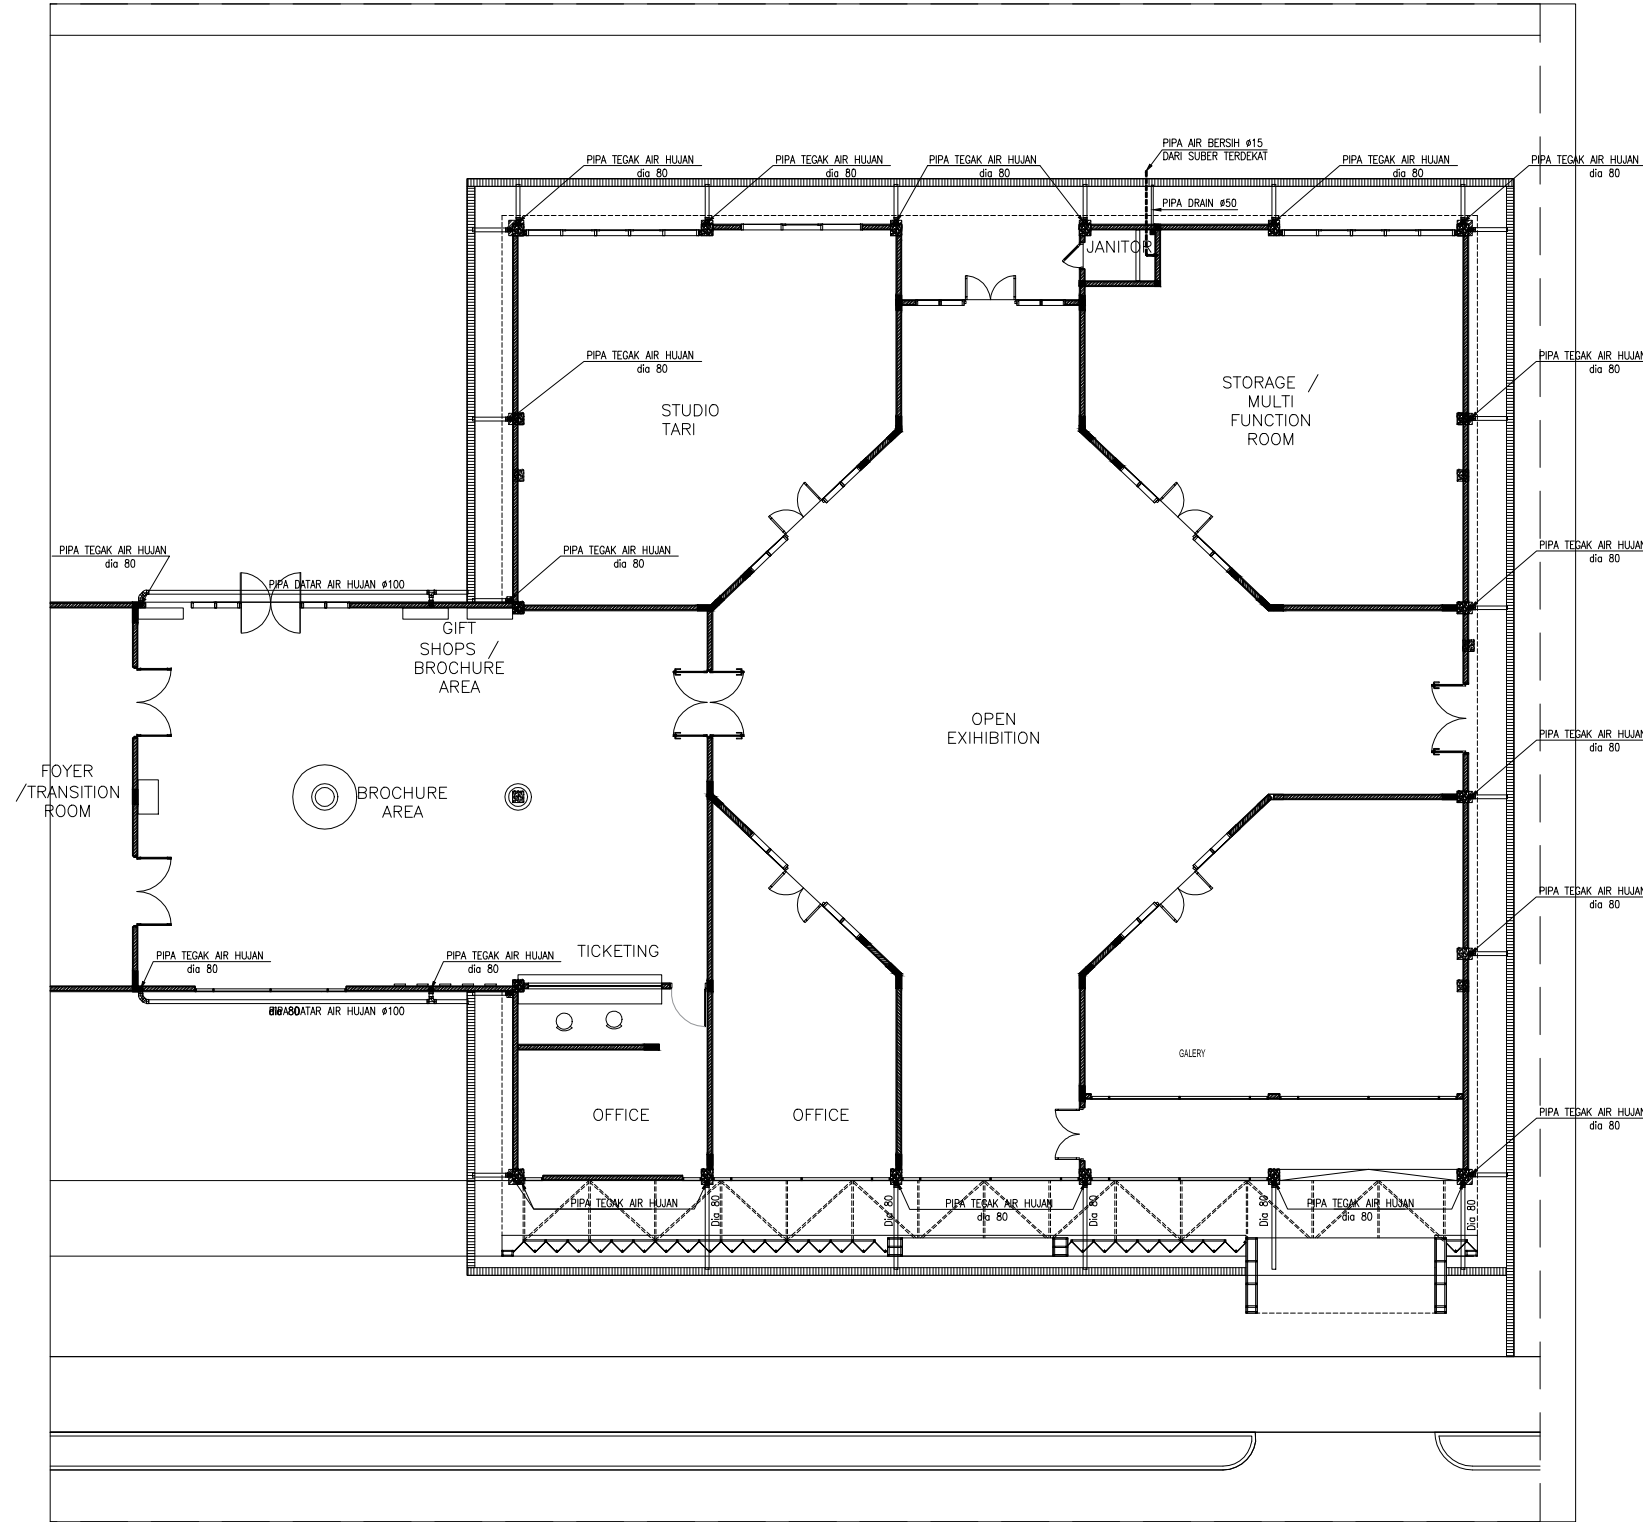 PIPA AIR BERSIH ø15
DARI SUBER TERDEKAT
PIPA TEGAK AIR HUJAN
dia 80
PIPA TEGAK AIR HUJAN
dia 80
PIPA TEGAK AIR HUJAN
dia 80
PIPA TEGAK AIR HUJAN
dia 80
PIPA TEGAK AIR HUJAN
dia 80
PIPA DRAIN ø50
JANITOR
PIPA TEGAK AIR HUJAN
dia 80
PIPA TEGAK AIR HUJAN
dia 80
STUDIO
TARI
STORAGE /
MULTI
FUNCTION
ROOM
PIPA TEGAK AIR HUJAN
dia 80
PIPA TEGAK AIR HUJAN
dia 80
PIPA TEGAK AIR HUJAN
dia 80
PIPA DATAR AIR HUJAN ø100
GIFT
SHOPS /
BROCHURE
AREA
OPEN
EXIHIBITION
PIPA TEGAK AIR HUJAN
dia 80
FOYER
/TRANSITION
ROOM
BROCHURE
AREA
PIPA TEGAK AIR HUJAN
dia 80
TICKETING
PIPA TEGAK AIR HUJAN
dia 80
PIPA TEGAK AIR HUJAN
dia 80
DATAR AIR HUJAN ø100
GALERY
OFFICE
OFFICE
PIPA TEGAK AIR HUJAN
dia 80
PIPA TEGAK AIR HUJAN
Dia 80
Dia 80
PIPA TEGAK AIR HUJAN
dia 80
Dia 80
Dia 80
PIPA TEGAK AIR HUJAN
dia 80
Dia 80